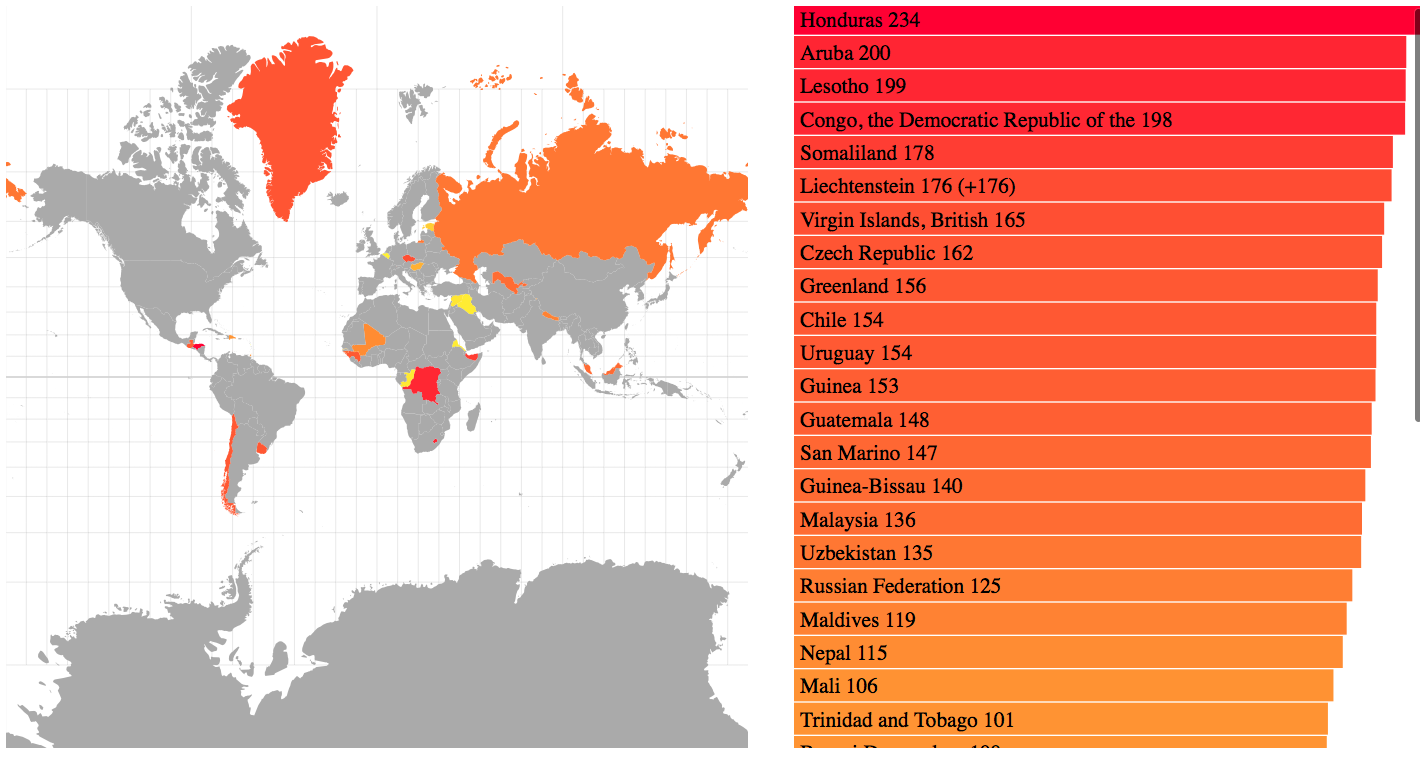 Honduras 234
Aruba 200
Lesotho 199
Congo, the Democratic Republic of the 198
Somaliland 178
Liechtenstein 176 (+176)
Virgin Islands, British 165
Czech Republic 162
Greenland 156
Chile 154
Uruguay 154
Guinea 153
Guatemala 148
San Marino 147
Guinea-Bissau 140
Malaysia 136
Uzbekistan 135
Russian Federation 125
Maldives 119
Nepal 115
Mali 106
Trinidad and Tobago 101